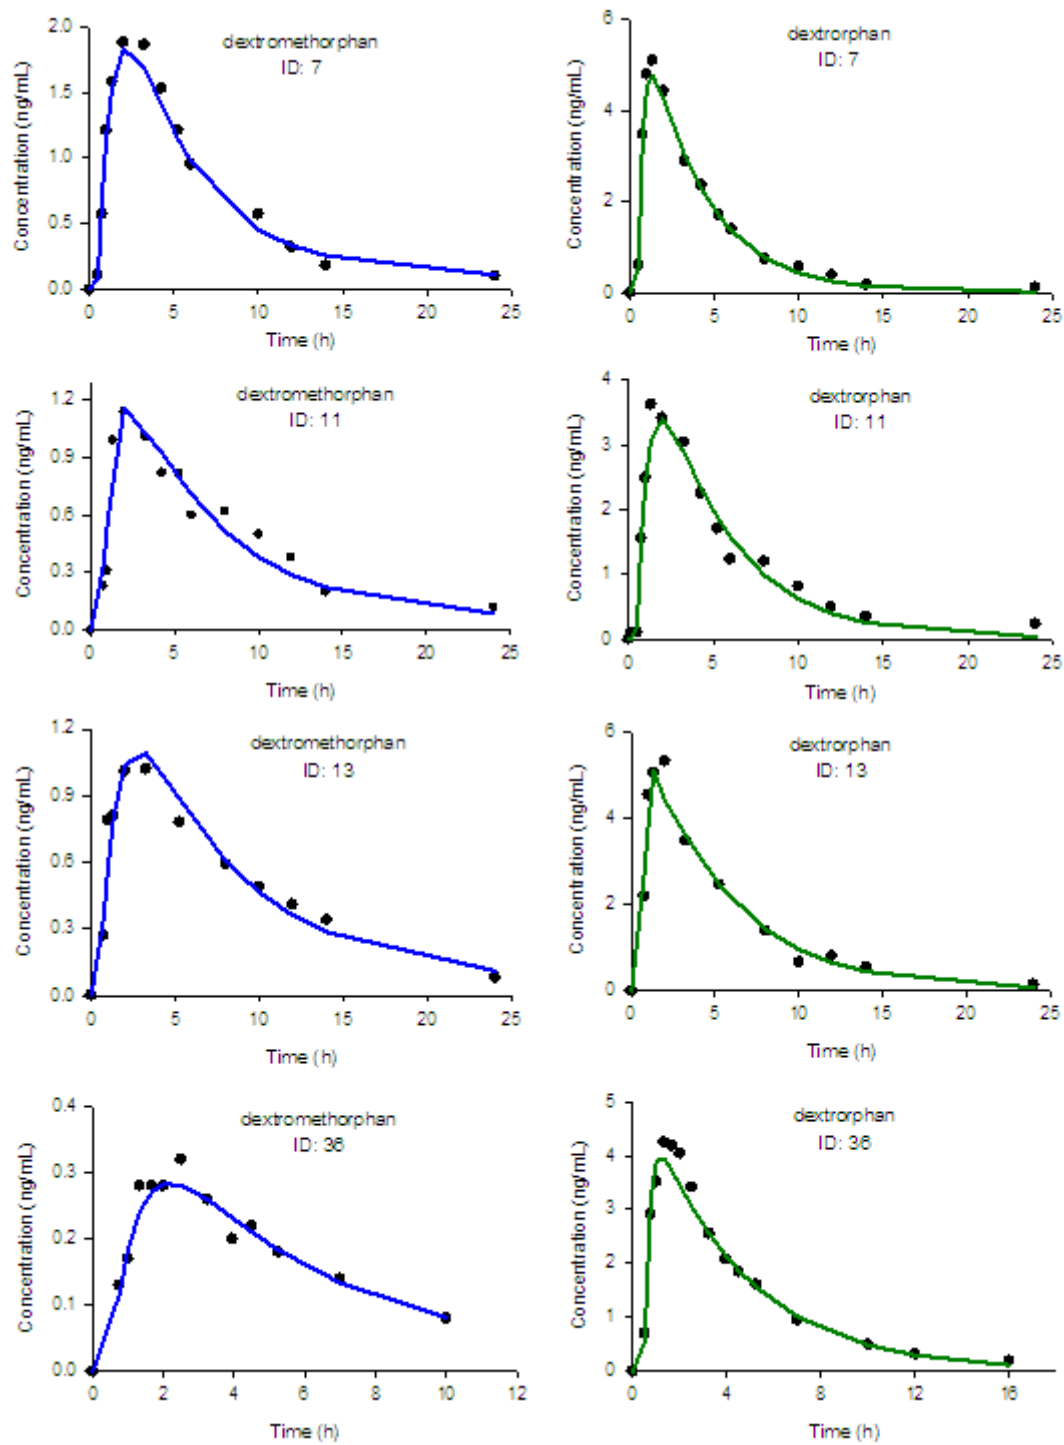 2.0
1.5
1.0
0.5
0.0
Concentration (ng/mL)
dextromethorphan
ID: 7
0 5 10 15 20 25
Time (h)
6
4
2
0
Concentration (ng/mL)
dextrorphan
ID: 7
0 5 10 15 20 25
Time (h)
1.2
0.9
0.6
0.3
0.0
Concentration (ng/mL)
dextromethorphan
ID: 11
0 5 10 15 20 25
Time (h)
4
3
2
1
0
Concentration (ng/mL)
dextrorphan
ID: 11
0 5 10 15 20 25
Time (h)
1.2
0.9
0.6
0.3
0.0
Concentration (ng/mL)
dextromethorphan
ID: 13
0 5 10 15 20 25
Time (h)
6
4
2
0
Concentration (ng/mL)
dextrorphan
ID: 13
0 5 10 15 20 25
Time (h)
0.4
0.3
0.2
0.1
0.0
Concentration (ng/mL)
dextromethorphan
ID: 36
0 2 4 6 8 10 12
Time (h)
5
4
3
2
1
0
Concentration (ng/mL)
dextrorphan
ID: 36
0 4 8 12 16
Time (h)